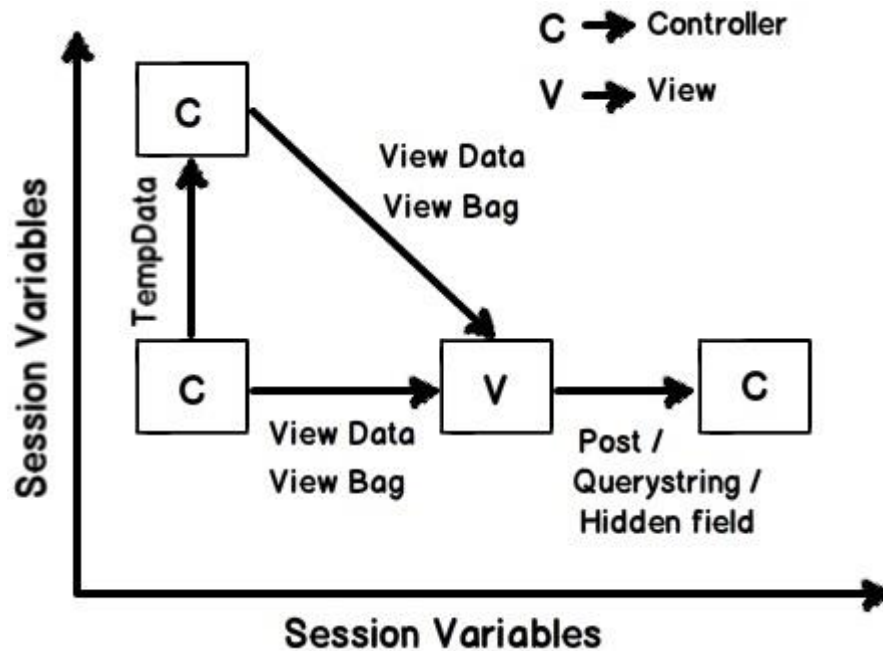 C → Controller
V → View
C
View Data
View Bag
TempData
Session Variables
C
V
C
View Data
View Bag
Post /
Querystring /
Hidden field
Session Variables